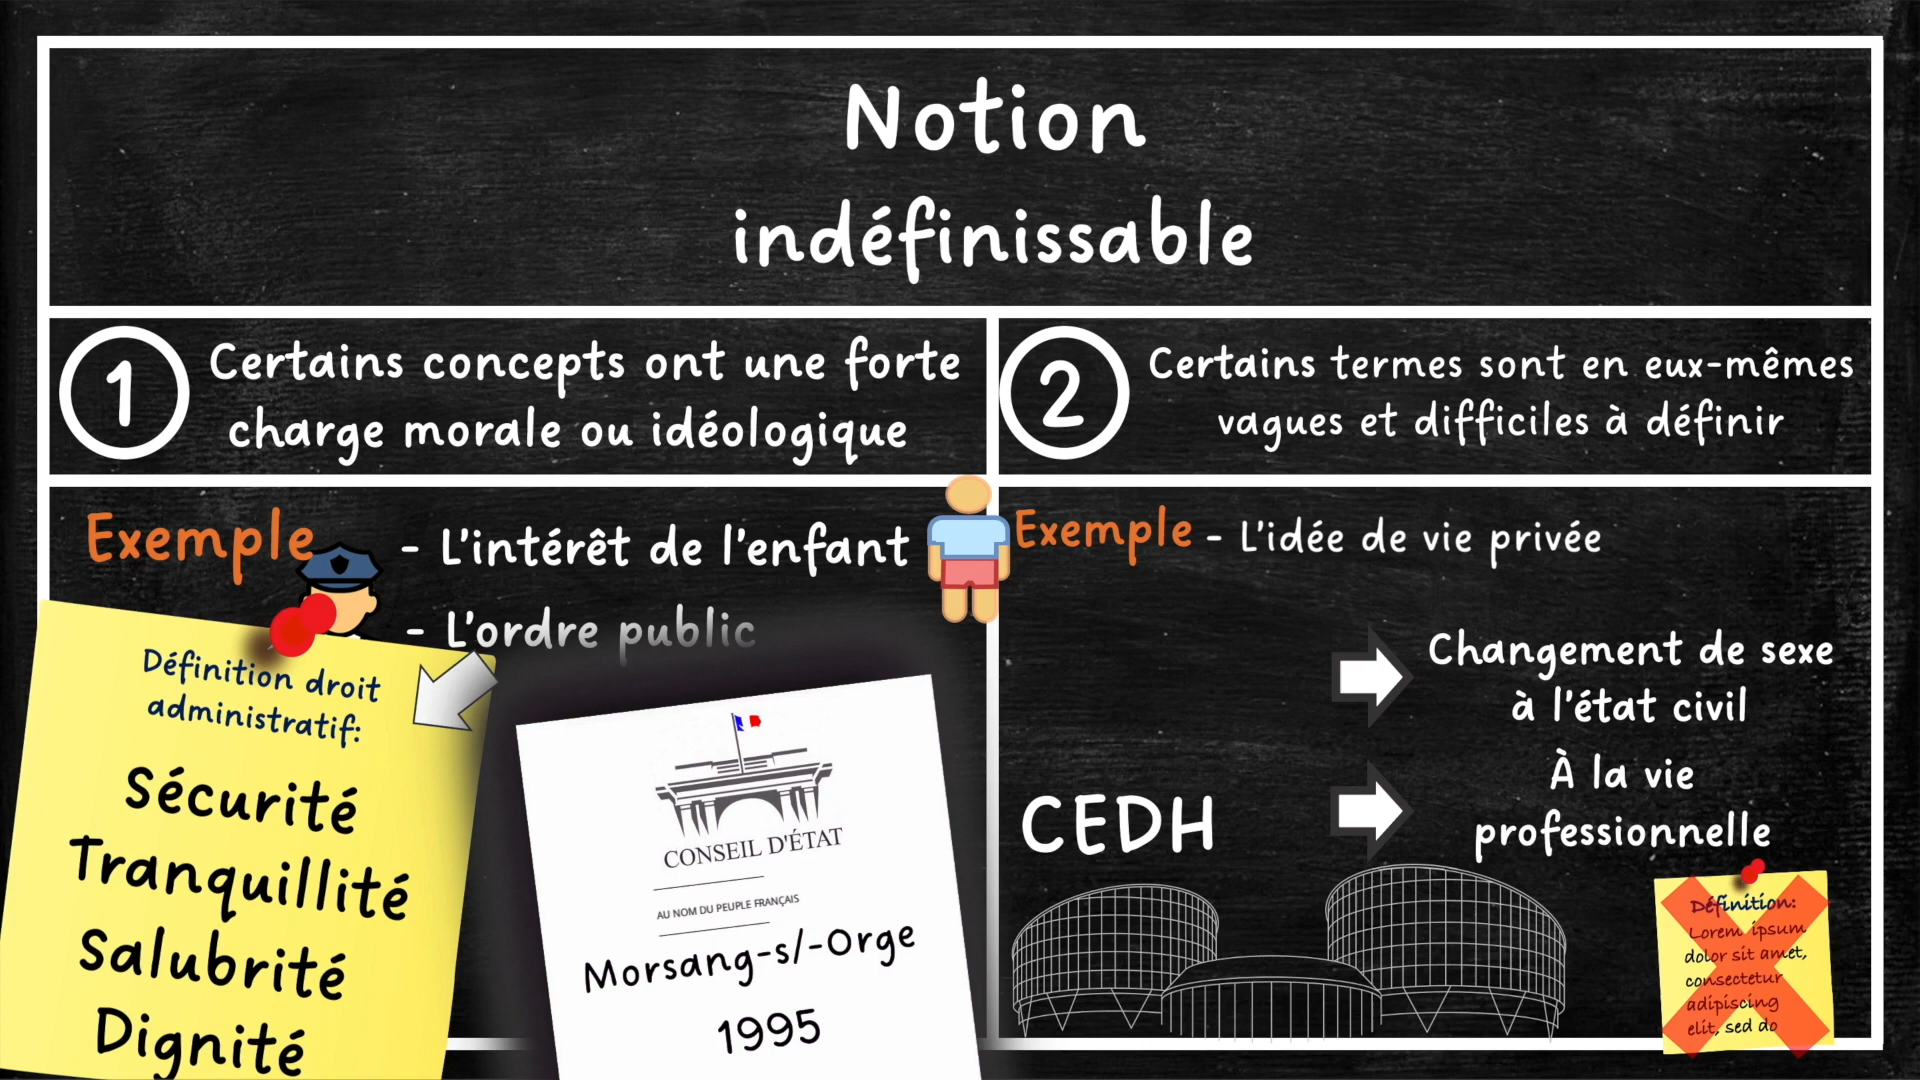 Notion
indéfinissable
1
Certains concepts ont une forte
charge morale ou idéologique
2
Certains termes sont en eux-mêmes
vagues et difficiles à définir
Exemple
- L'intérêt de l'enfant
- L'ordre public
Définition droit
administratif:
Sécurité
Tranquillité
Salubrité
Dignité
CONSEIL D'ÉTAT
AU NOM DU PEUPLE FRANÇAIS
Morsang-s/-Orge
1995
Exemple - L'idée de vie privée
CEDH
Changement de sexe
à l'état civil
À la vie
professionnelle
Définition:
Lorem ipsum
dolor sit amet,
consectetur
adipiscing
elit, sed do